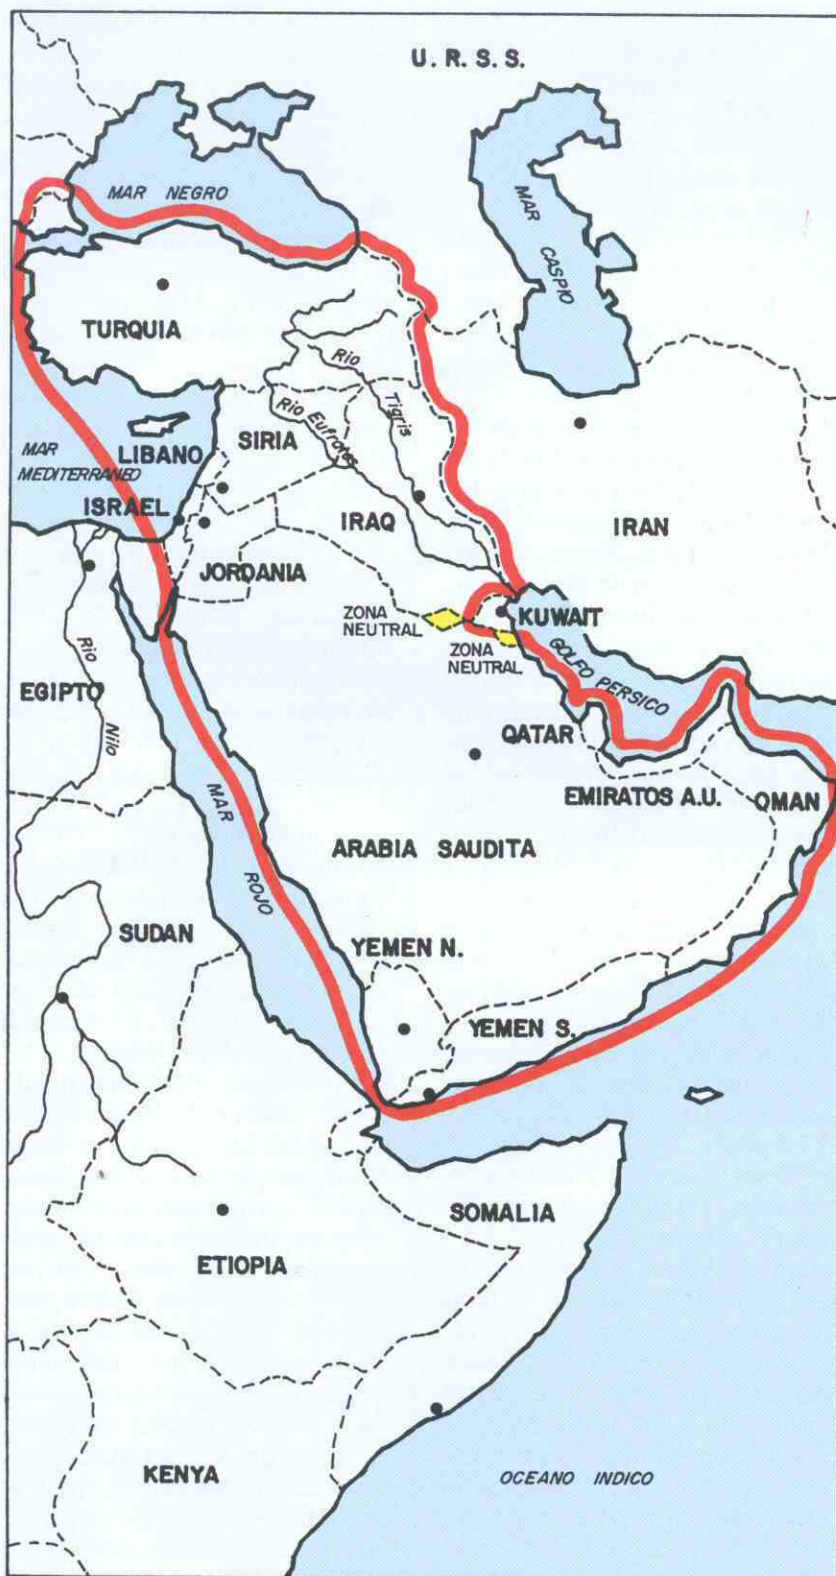 U. R. S. S.
MAR NEGRO
MAR
CASPIO
TURQUIA
Rio
Tigris
Rio Eufrates
MAR
MEDITERRANEO
LIBANO
SIRIA
ISRAEL
IRAQ
IRAN
JORDANIA
ZONA
NEUTRAL
KUWAIT
ZONA
NEUTRAL
GOLFO PERSICO
EGIPTO
Rio
Nilo
QATAR
EMIRATOS A.U.
OMAN
MAR
ROJO
ARABIA SAUDITA
SUDAN
YEMEN N.
YEMEN S.
SOMALIA
ETIOPIA
KENYA
OCEANO INDICO